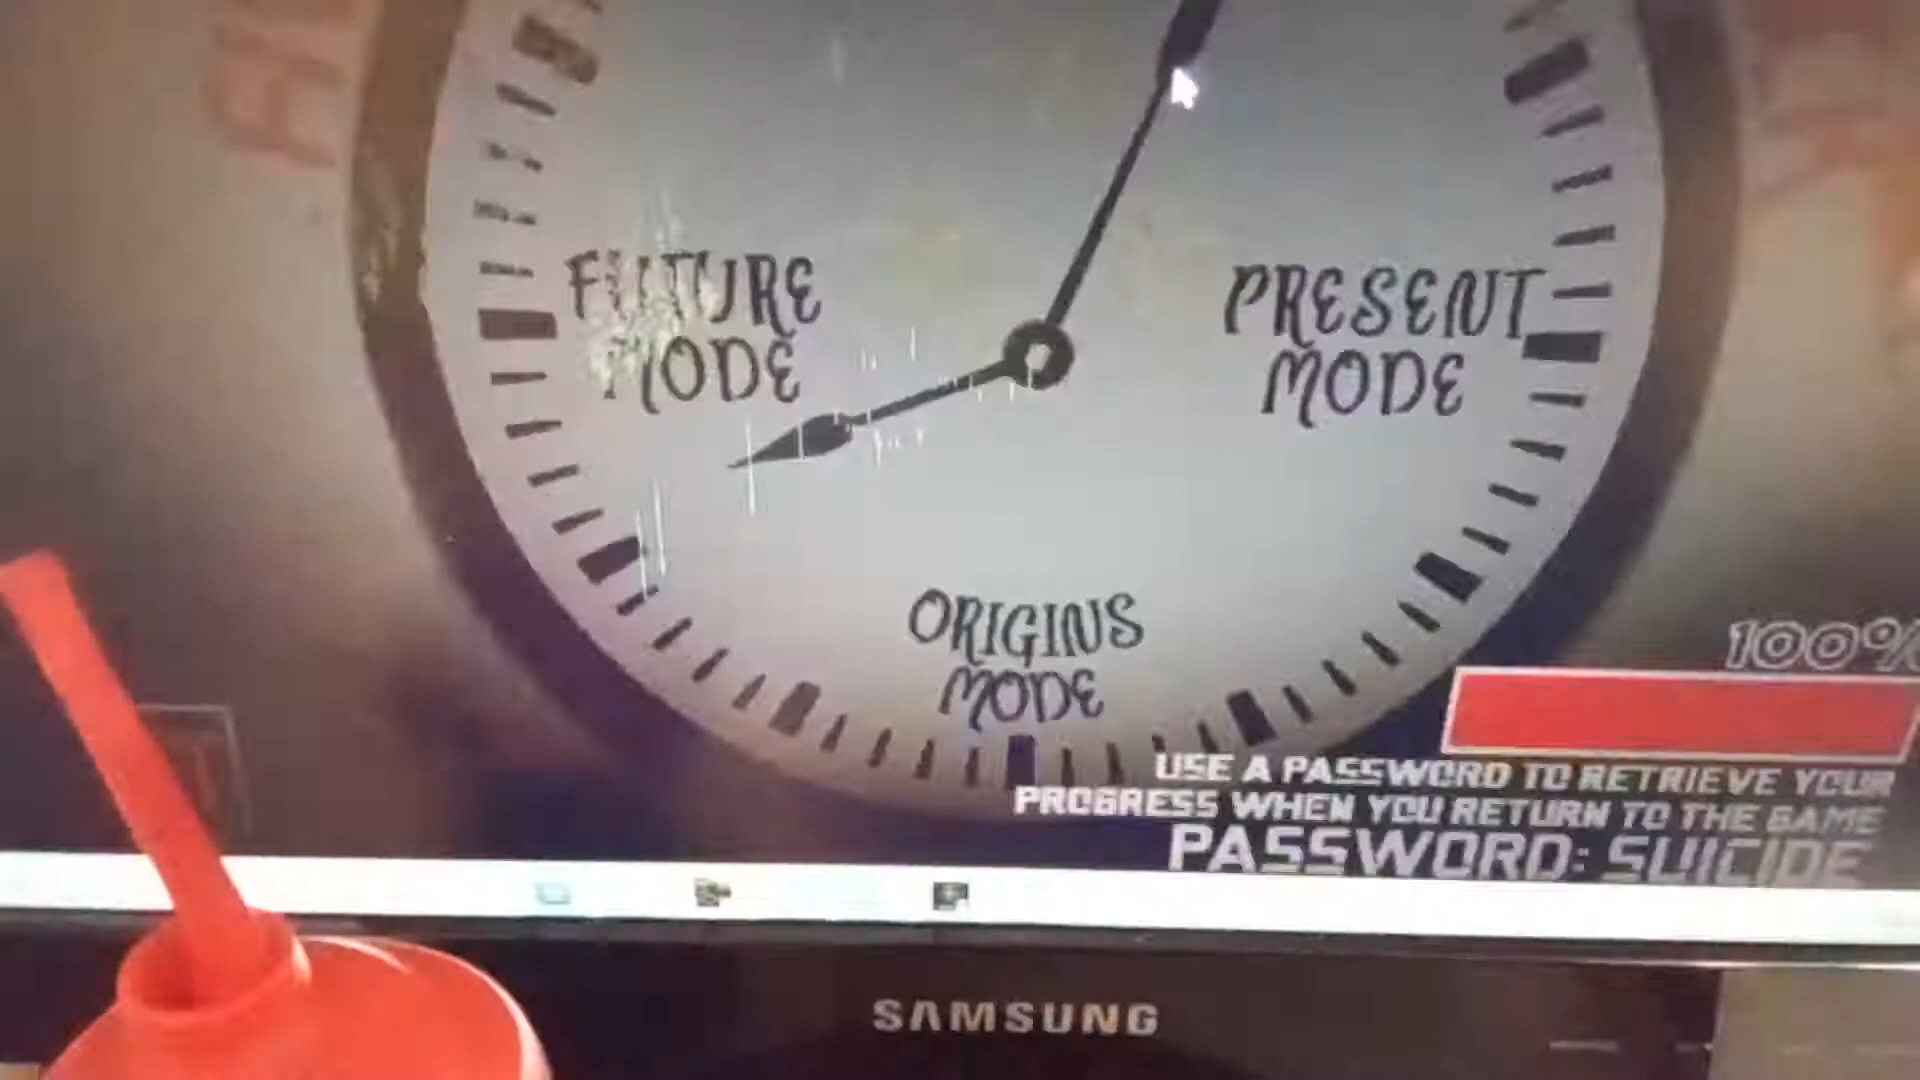 FUTURE
MODE
PRESENT
MODE
ORIGINS
MODE
100%
USE A PASSWORD TO RETRIEVE YOUR
PROGRESS WHEN YOU RETURN TO THE GAME
PASSWORD: SUICIDE
SAMSUNG